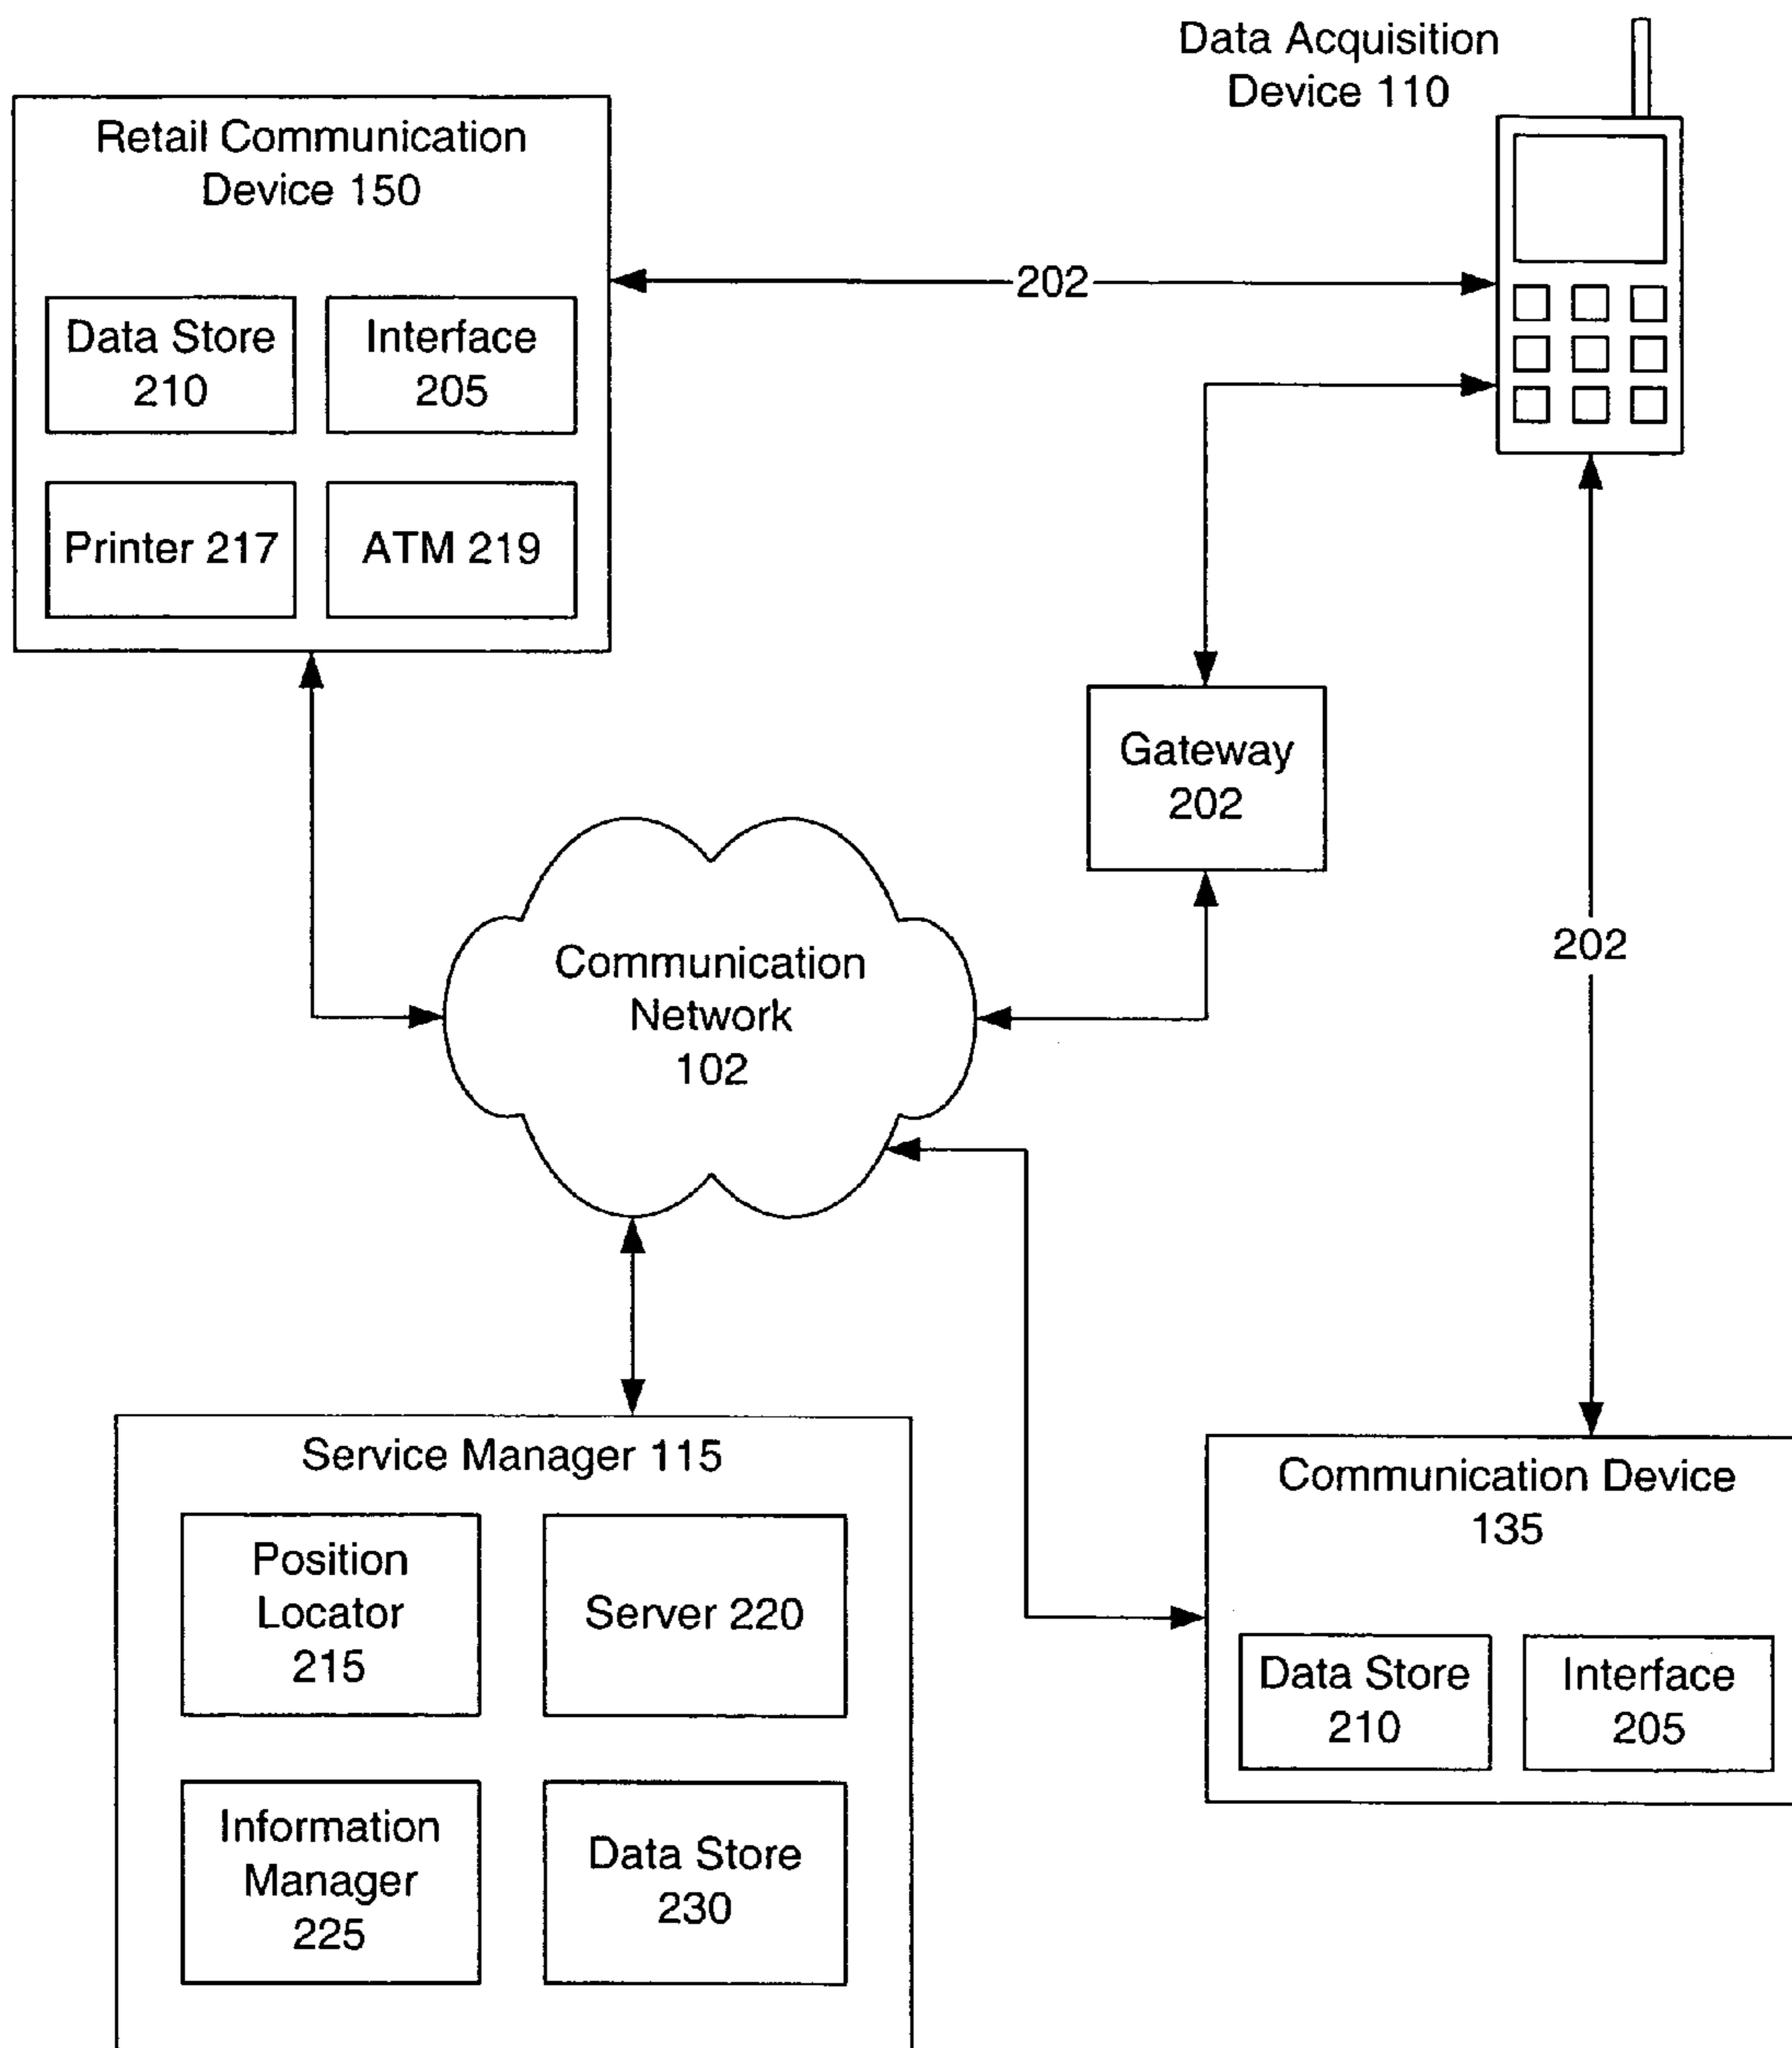 Data Acquisition
Device 110
Retail Communication
Device 150
202
Data Store
210
Interface
205
Printer 217
ATM 219
Gateway
202
Communication
Network
102
202
Service Manager 115
Position
Locator
215
Server 220
Information
Manager
225
Data Store
230
Communication Device
135
Data Store
210
Interface
205